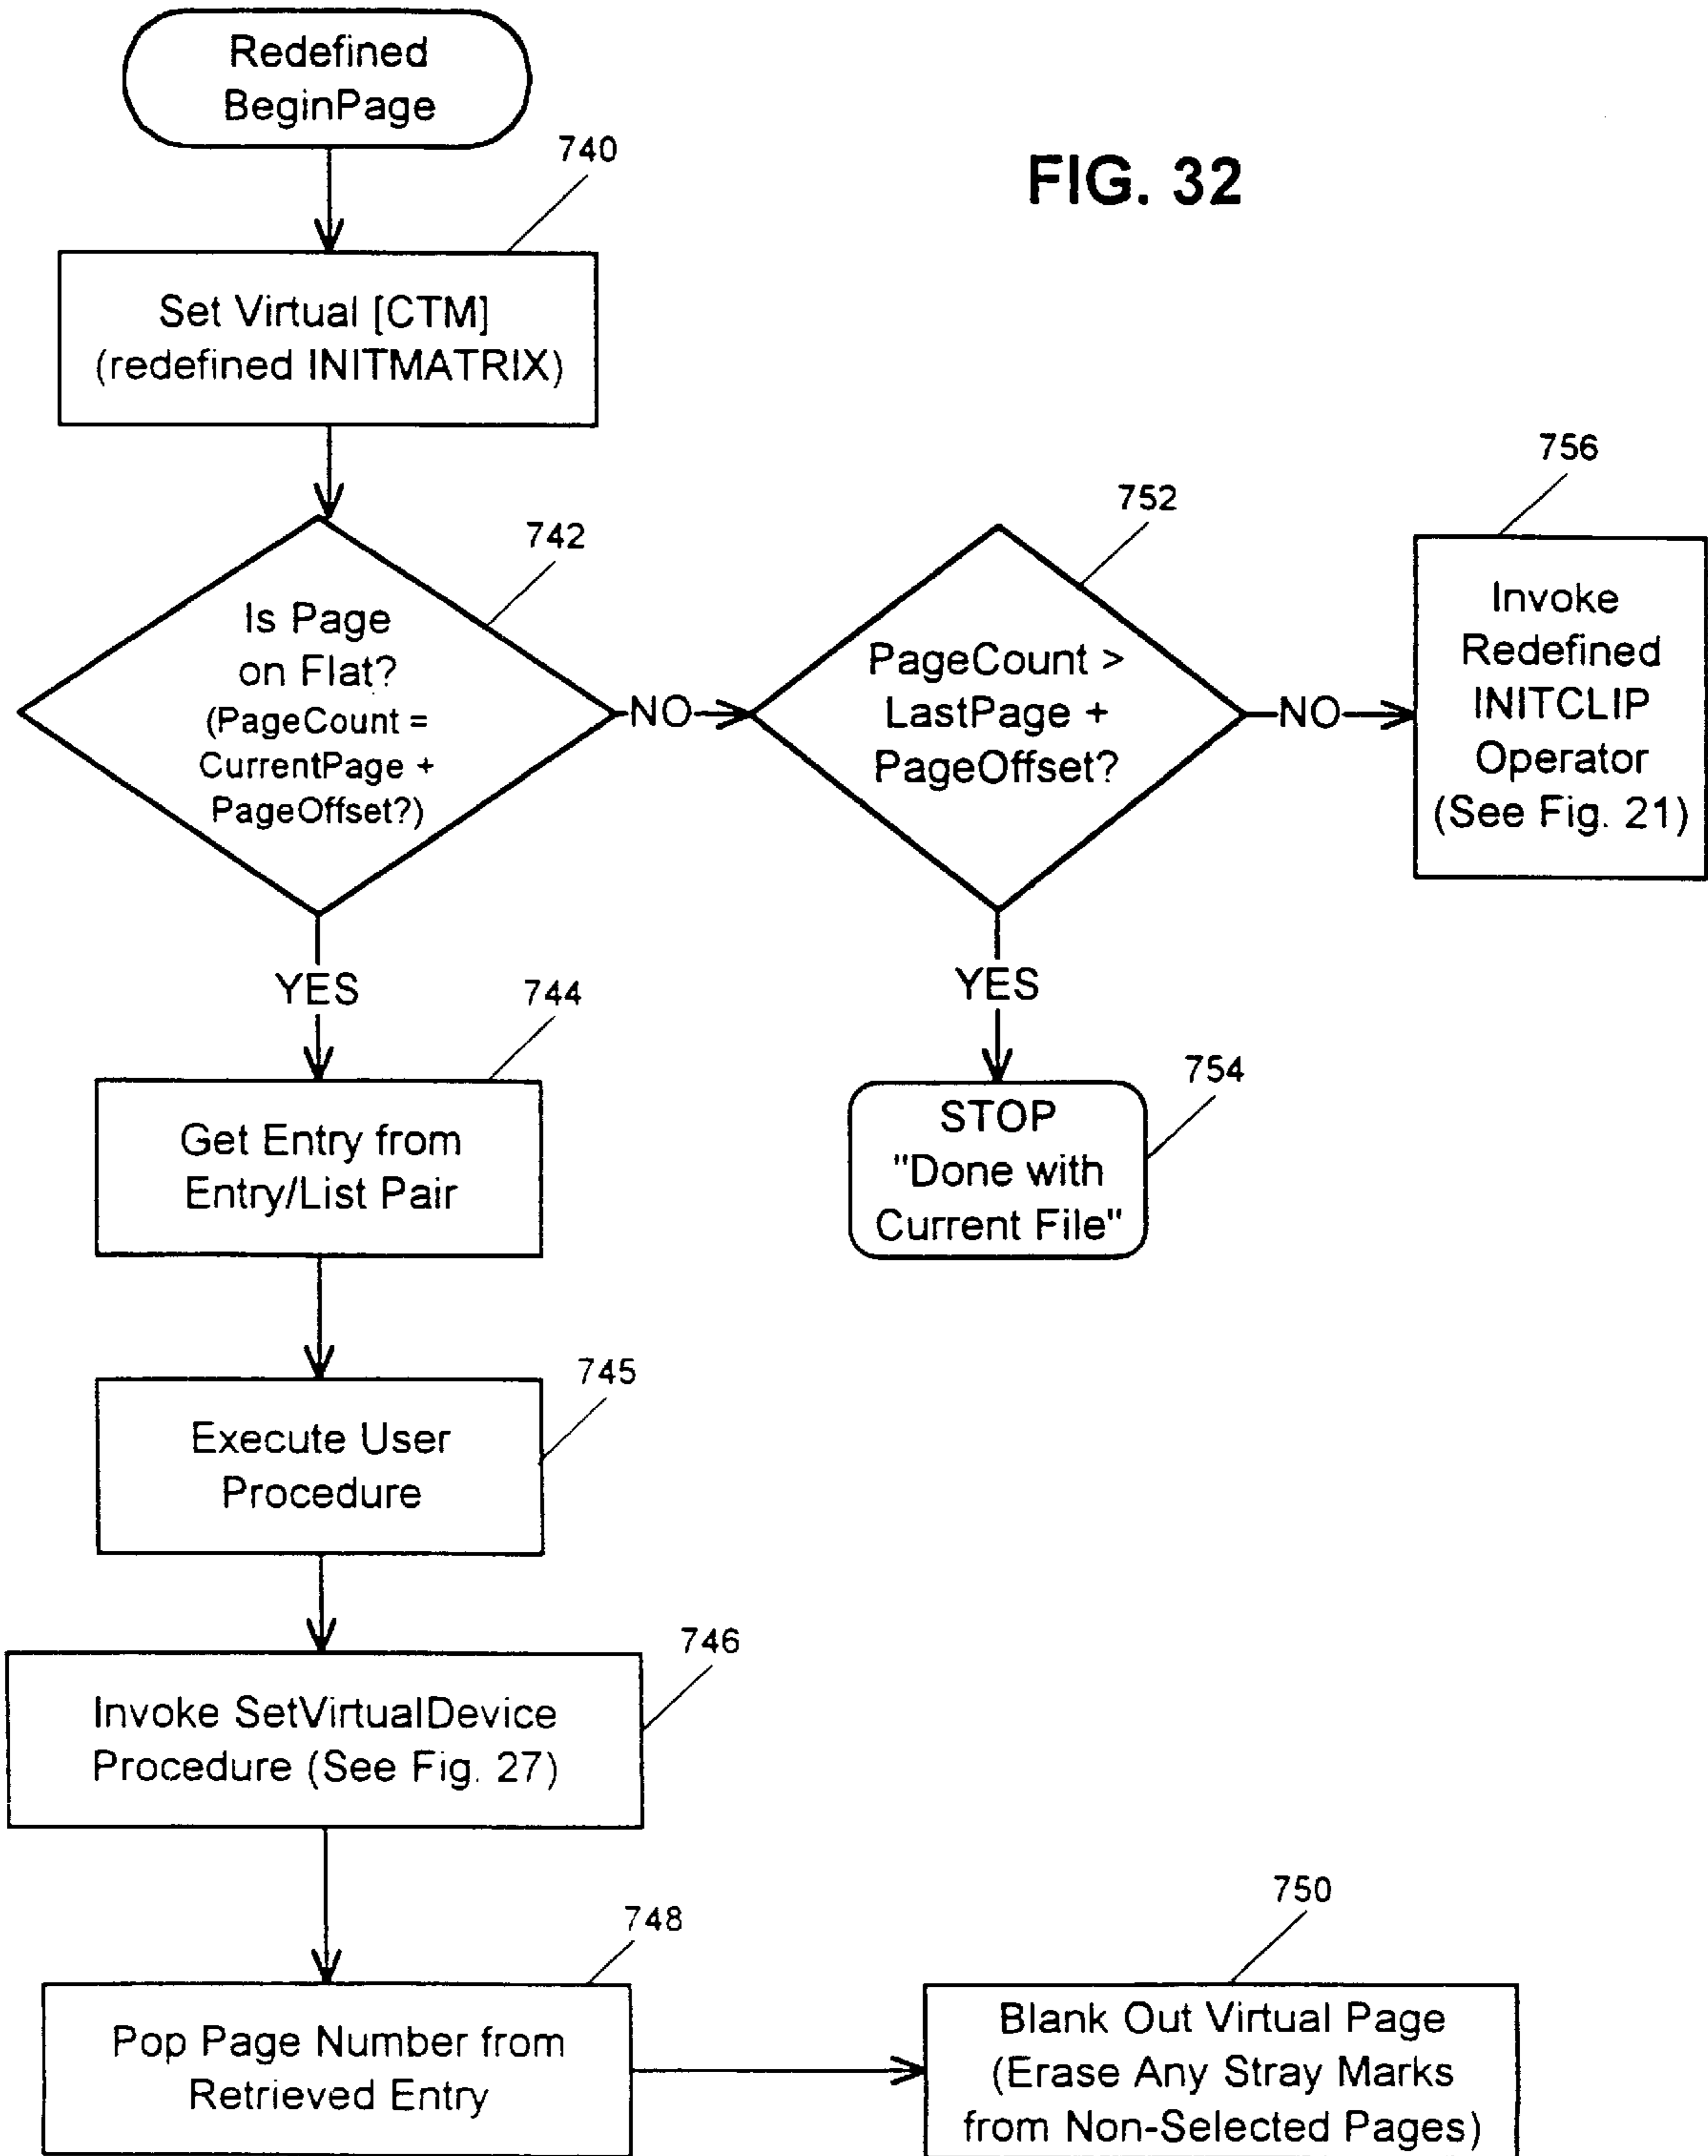 Redefined
BeginPage
740
FIG. 32
Set Virtual [CTM]
(redefined INITMATRIX)
742
Is Page
on Flat?
(PageCount =
CurrentPage +
PageOffset?)
NO
752
PageCount >
LastPage +
PageOffset?
NO
756
Invoke
Redefined
INITCLIP
Operator
(See Fig. 21)
YES
YES
744
Get Entry from
Entry/List Pair
754
STOP
"Done with
Current File"
745
Execute User
Procedure
746
Invoke SetVirtualDevice
Procedure (See Fig. 27)
748
Pop Page Number from
Retrieved Entry
750
Blank Out Virtual Page
(Erase Any Stray Marks
from Non-Selected Pages)